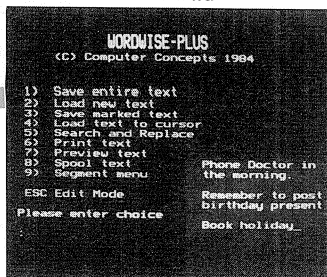 WORDWISE-PLUS
(C) Computer Concepts 1984
1) Save entire text
2) Load new text
3) Save marked text
4) Load text to cursor
5) Search and Replace
6) Print text
7) Preview text
8) Spool text
9) Segment menu
ESC Edit Mode
Please enter choice
Phone Doctor in
the morning.
Remember to post
birthday present
Book holiday_